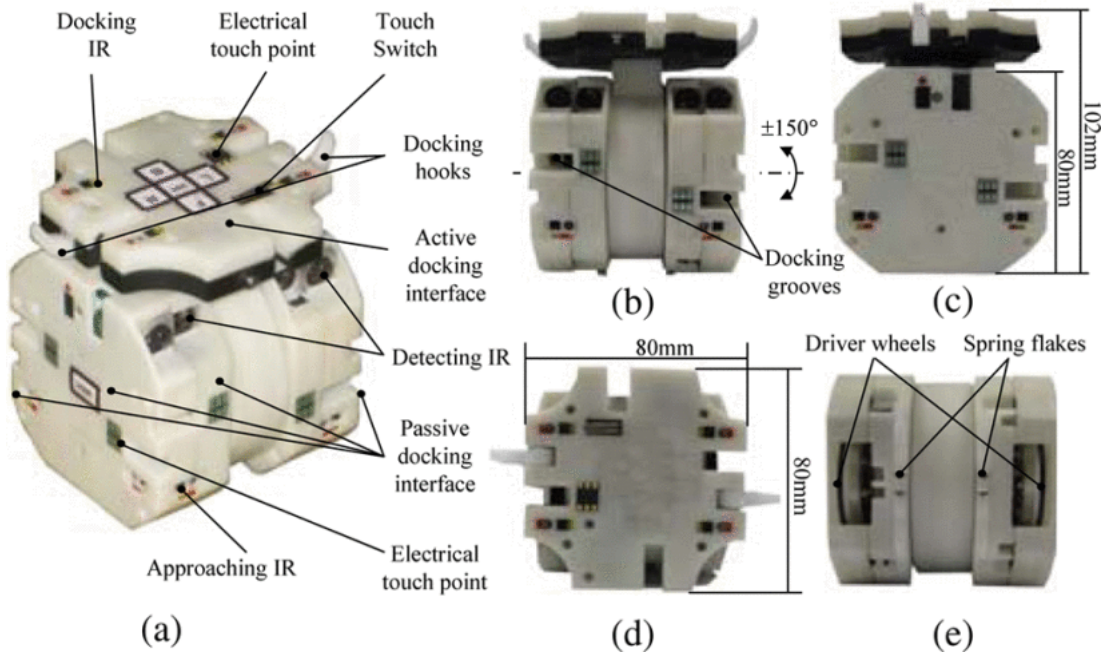 Docking
IR
Electrical
touch point
Touch
Switch
Docking
hooks
Active
docking
interface
Detecting IR
Passive
docking
interface
Electrical
touch point
Approaching IR
(a)
±150°
Docking
grooves
(b)
102mm
80mm
(c)
80mm
80mm
(d)
Driver wheels
Spring flakes
(e)